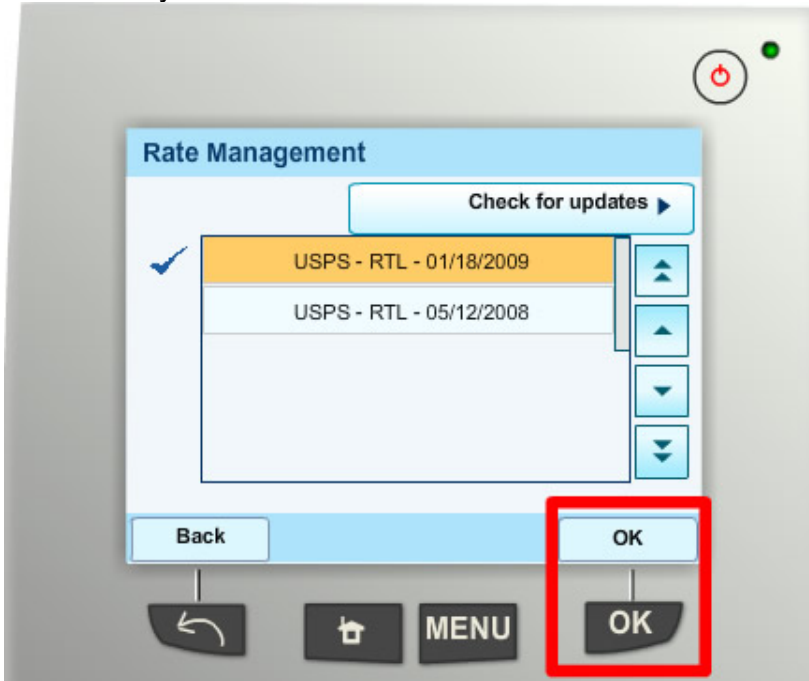 Rate Management
Check for updates
USPS - RTL - 01/18/2009
USPS - RTL - 05/12/2008
Back
OK
MENU
OK